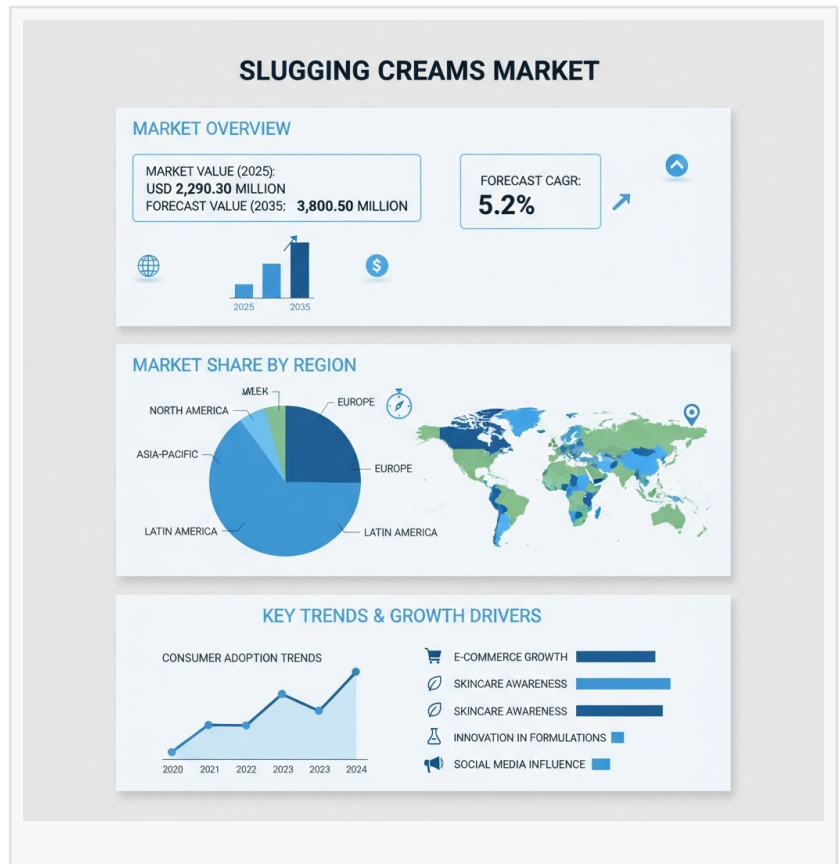 SLUGGING CREAMS MARKET
MARKET OVERVIEW
MARKET VALUE (2025):
USD 2,290.30 MILLION
FORECAST VALUE (2035: 3,800.50 MILLION
FORECAST CAGR:
5.2%
$
2025 2035
MARKET SHARE BY REGION
EUROPE
NORTH AMERICA
ASIA-PACIFIC
EUROPE
LATIN AMERICA
LATIN AMERICA
KEY TRENDS & GROWTH DRIVERS
CONSUMER ADOPTION TRENDS
2020 2021 2022 2023 2023 2024
E-COMMERCE GROWTH
SKINCARE AWARENESS
SKINCARE AWARENESS
INNOVATION IN FORMULATIONS
SOCIAL MEDIA INFLUENCE